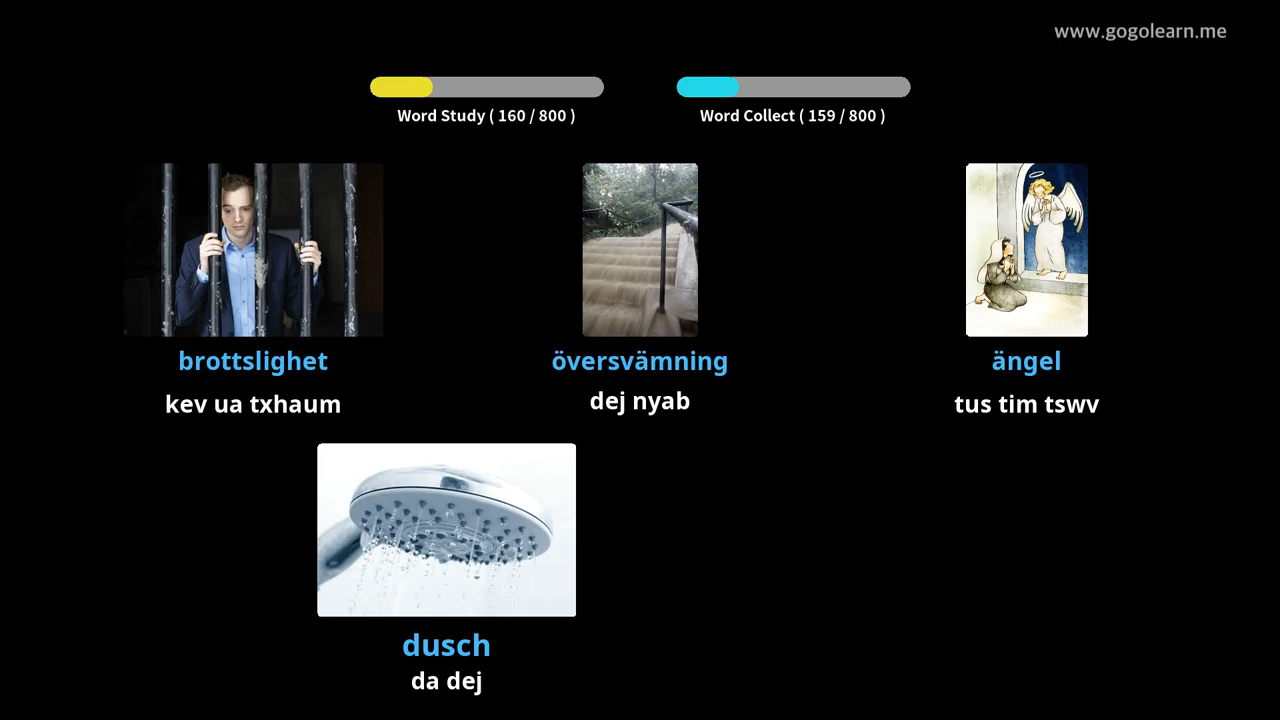 www.gogolearn.me
Word Study ( 160 / 800 )
Word Collect ( 159 / 800 )
brottslighet
kev ua txhaum
översvämning
dej nyab
ängel
tus tim tswv
dusch
da dej